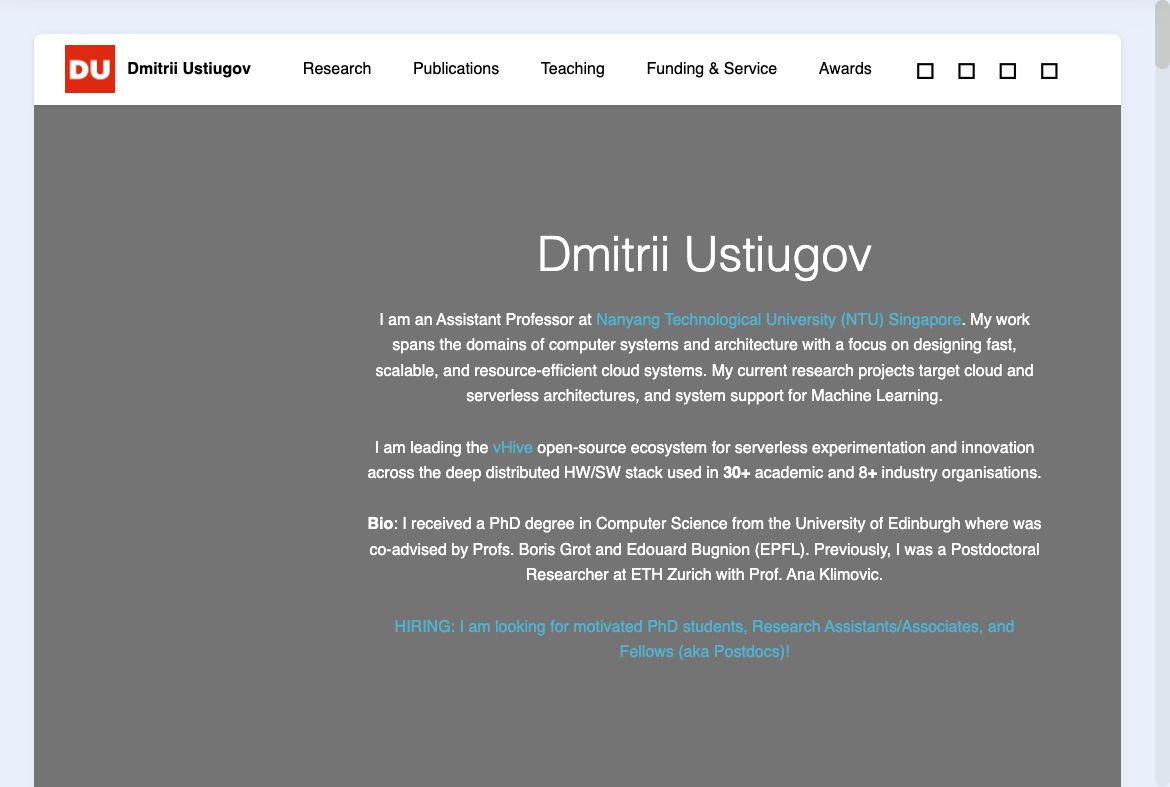 DU Dmitrii Ustiugov Research Publications Teaching Funding & Service Awards
Dmitrii Ustiugov
I am an Assistant Professor at Nanyang Technological University (NTU) Singapore. My work
spans the domains of computer systems and architecture with a focus on designing fast,
scalable, and resource-efficient cloud systems. My current research projects target cloud and
serverless architectures, and system support for Machine Learning.
I am leading the vHive open-source ecosystem for serverless experimentation and innovation
across the deep distributed HW/SW stack used in 30+ academic and 8+ industry organisations.
Bio: I received a PhD degree in Computer Science from the University of Edinburgh where was
co-advised by Profs. Boris Grot and Edouard Bugnion (EPFL). Previously, I was a Postdoctoral
Researcher at ETH Zurich with Prof. Ana Klimovic.
HIRING: I am looking for motivated PhD students, Research Assistants/Associates, and
Fellows (aka Postdocs)!